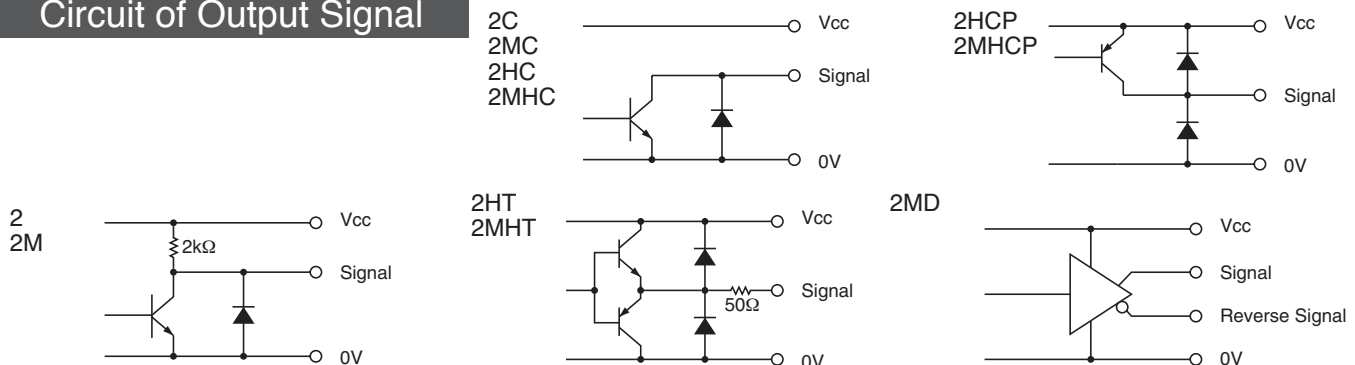 Circuit of Output Signal
2C
2MC
2HC
2MHC
Vcc
Signal
0V
2HCP
2MHCP
Vcc
Signal
0V
2
2M
2kΩ
Vcc
Signal
0V
2HT
2MHT
Vcc
Signal
50Ω
0V
2MD
Vcc
Signal
Reverse Signal
0V